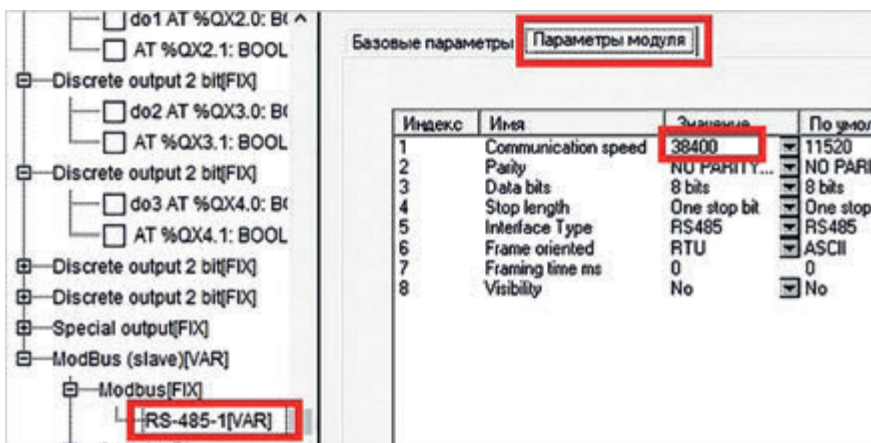 do1 AT %QX2.0: B(
AT %QX2.1: BOOL
Discrete output 2 bit[FIX]
do2 AT %QX3.0: B(
AT %QX3.1: BOOL
Discrete output 2 bit[FIX]
do3 AT %QX4.0: B(
AT %QX4.1: BOOL
Discrete output 2 bit[FIX]
Discrete output 2 bit[FIX]
Special output[FIX]
ModBus (slave)[VAR]
Modbus[FIX]
RS-485-1[VAR]
Базовые параметры Параметры модуля
Индекс Имя Значение По умол
1 Communication speed 38400 11520
2 Parity NO PARITY... NO PARI
3 Data bits 8 bits 8 bits
4 Stop length One stop bit One stop
5 Interface Type RS485 RS485
6 Frame oriented RTU ASCII
7 Framing time ms 0 0
8 Visibility No No